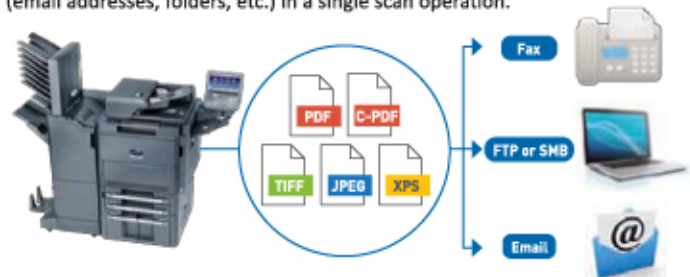 (email addresses, folders, etc.) in a single scan operation.
Fax
PDF
C-PDF
FTP or SMB
TIFF
JPEG
XPS
@
Email